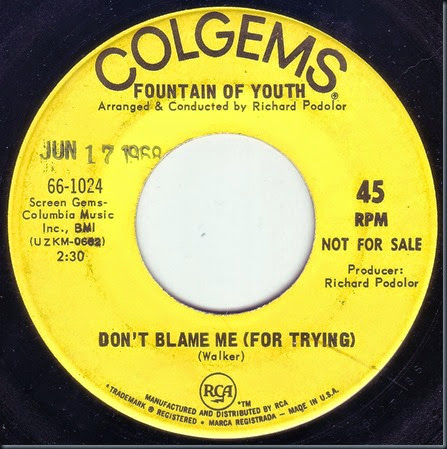 COLGEMS®
FOUNTAIN OF YOUTH
Arranged & Conducted by Richard Podolor
JUN 17 1968
66-1024
Screen Gems-
Columbia Music
Inc., BMI
(UZKM-0662)
2:30
45
RPM
NOT FOR SALE
Producer:
Richard Podolor
DON'T BLAME ME (FOR TRYING)
(Walker)
RCA
MANUFACTURED AND DISTRIBUTED BY RCA
"TRADEMARK ® REGISTERED • MARCA REGISTRADA – MADE IN U.S.A.